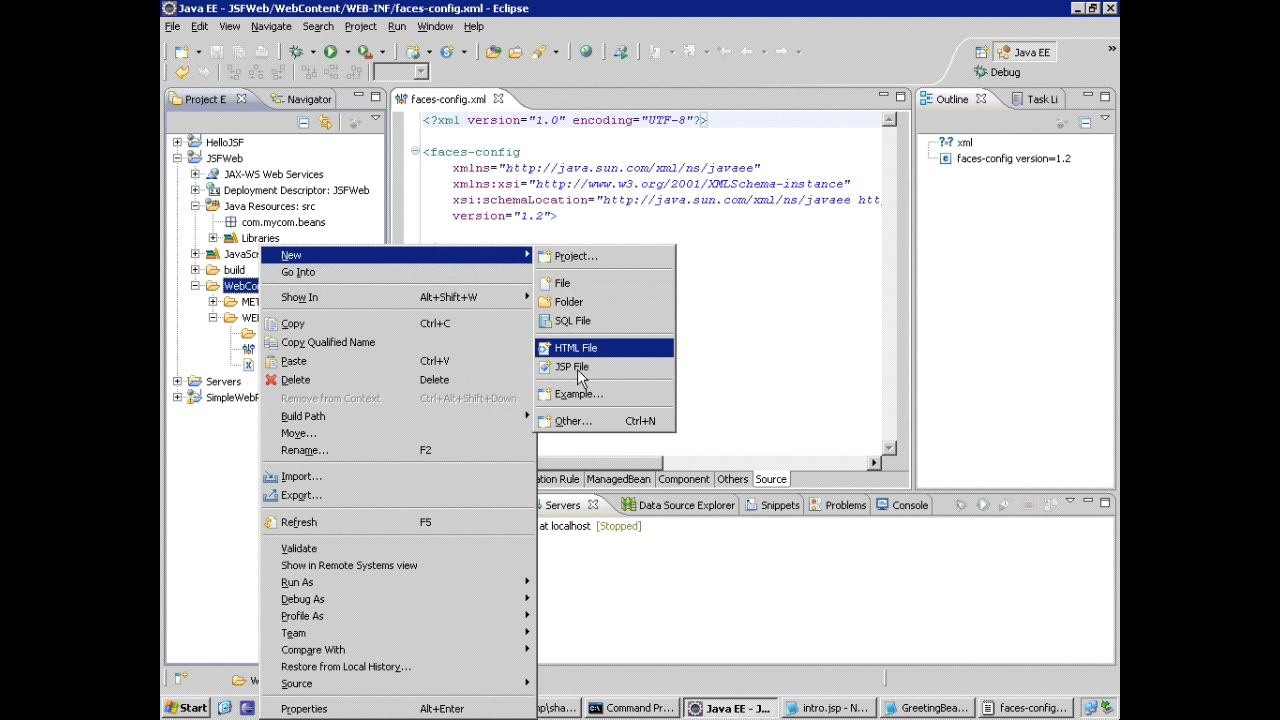 Java EE - JSFWeb/WebContent/WEB-INF/faces-config.xml - Eclipse
File Edit View Navigate Search Project Run Window Help
Java EE
Debug
Project E
Navigator
faces-config.xml
Outline
Task Li
HelloJSF
JSFWeb
JAX-WS Web Services
Deployment Descriptor: JSFWeb
Java Resources: src
com.mycom.beans
Libraries
JavaScr
build
WebCo
MET
WE
Servers
SimpleWebP
<?xml version="1.0" encoding="UTF-8"?>
<faces-config
xmlns="http://java.sun.com/xml/ns/javaee"
xmlns:xsi="http://www.w3.org/2001/XMLSchema-instance"
xsi:schemaLocation="http://java.sun.com/xml/ns/javaee htt
version="1.2">
?=? xml
faces-config version=1.2
New
Go Into
Show In Alt+Shift+W
Copy Ctrl+C
Copy Qualified Name
Paste Ctrl+V
Delete Delete
Remove from Context Ctrl+Alt+Shift+Down
Build Path
Move...
Rename... F2
Import...
Export...
Refresh F5
Validate
Show in Remote Systems view
Run As
Debug As
Profile As
Team
Compare With
Restore from Local History...
Source
Properties Alt+Enter
Project...
File
Folder
SQL File
HTML File
JSP File
Example...
Other... Ctrl+N
tion Rule ManagedBean Component Others Source
Servers Data Source Explorer Snippets Problems Console
at localhost [Stopped]
W
Start
mp\sha...
Command Pr...
Java EE - J...
intro.jsp - N...
GreetingBea...
faces-config...